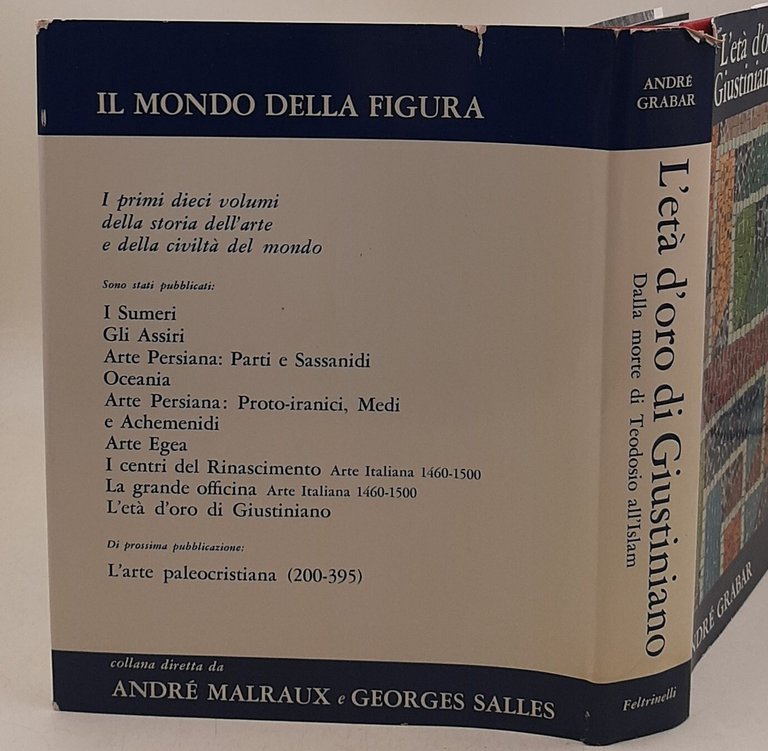 IL MONDO DELLA FIGURA
I primi dieci volumi
della storia dell'arte
e della civiltà del mondo
Sono stati pubblicati:
I Sumeri
Gli Assiri
Arte Persiana: Parti e Sassanidi
Oceania
Arte Persiana: Proto-iranici, Medi
e Achemenidi
Arte Egea
I centri del Rinascimento Arte Italiana 1460-1500
La grande officina Arte Italiana 1460-1500
L'età d'oro di Giustiniano
Di prossima pubblicazione:
L'arte paleocristiana (200-395)
collana diretta da
ANDRÉ MALRAUX e GEORGES SALLES
ANDRÉ
GRABAR
L'età d'oro di Giustiniano
Dalla morte di Teodosio all'Islam
Feltrinelli
L'età d'o
Giustinian
NDRÉ GRABAR